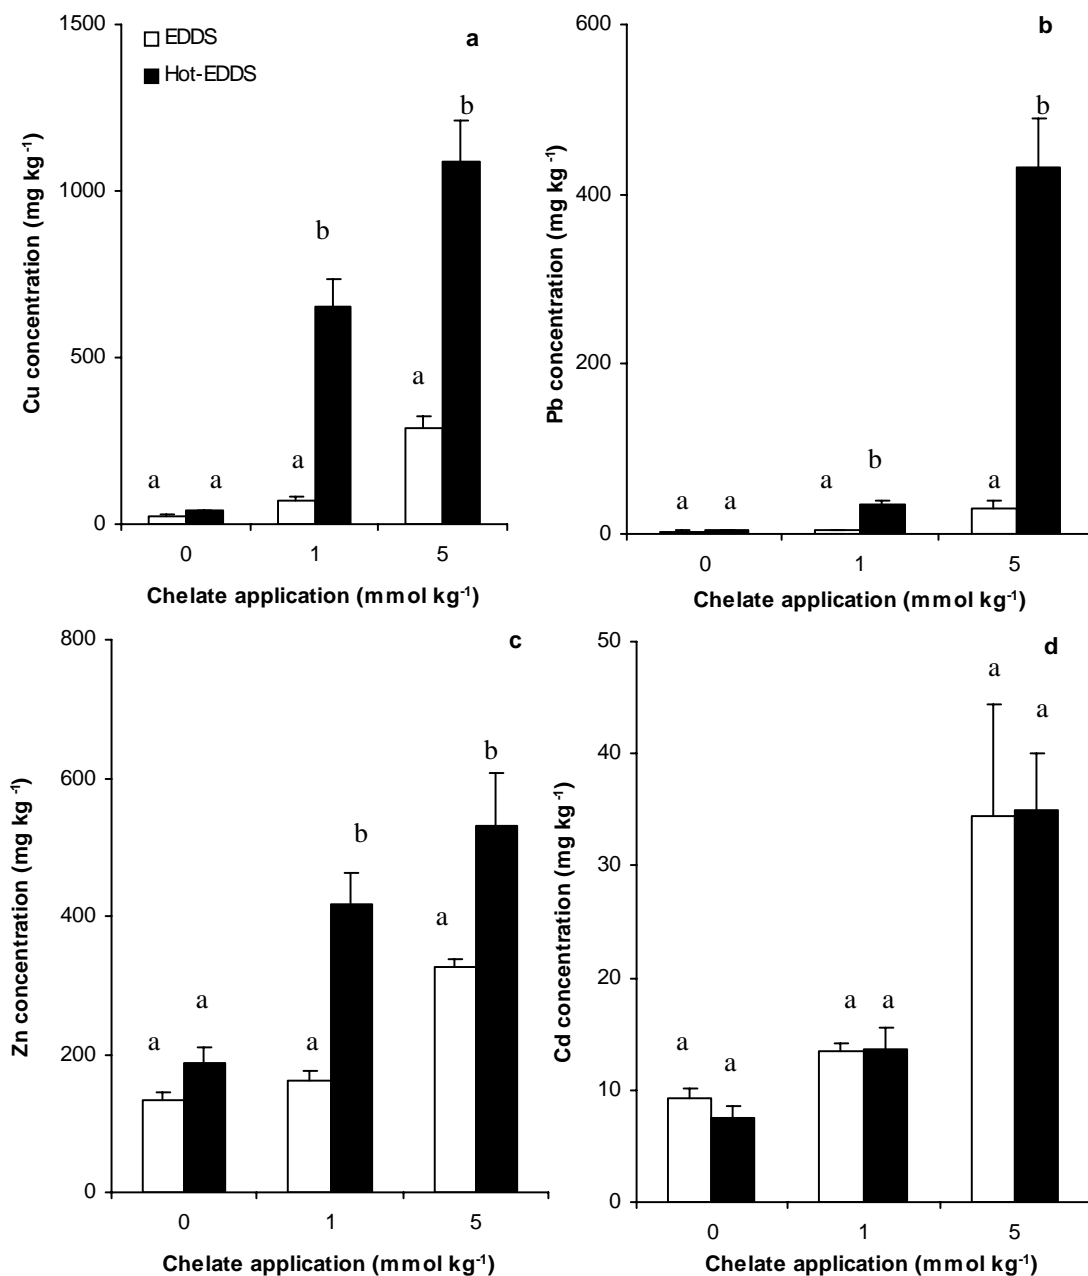 1500
EDDS
a
Hot-EDDS
b
1000
b
500
a
a
a
a
0
0
1
5
Cu concentration (mg kg-1)
Chelate application (mmol kg-1)
600
b
b
400
200
b
a
a
a
a
0
0
1
5
Pb concentration (mg kg-1)
Chelate application (mmol kg-1)
800
c
b
600
b
400
a
a
a
a
200
0
0
1
5
Zn concentration (mg kg-1)
Chelate application (mmol kg-1)
50
d
a
a
40
30
20
a
a
a
a
10
0
0
1
5
Cd concentration (mg kg-1)
Chelate application (mmol kg-1)